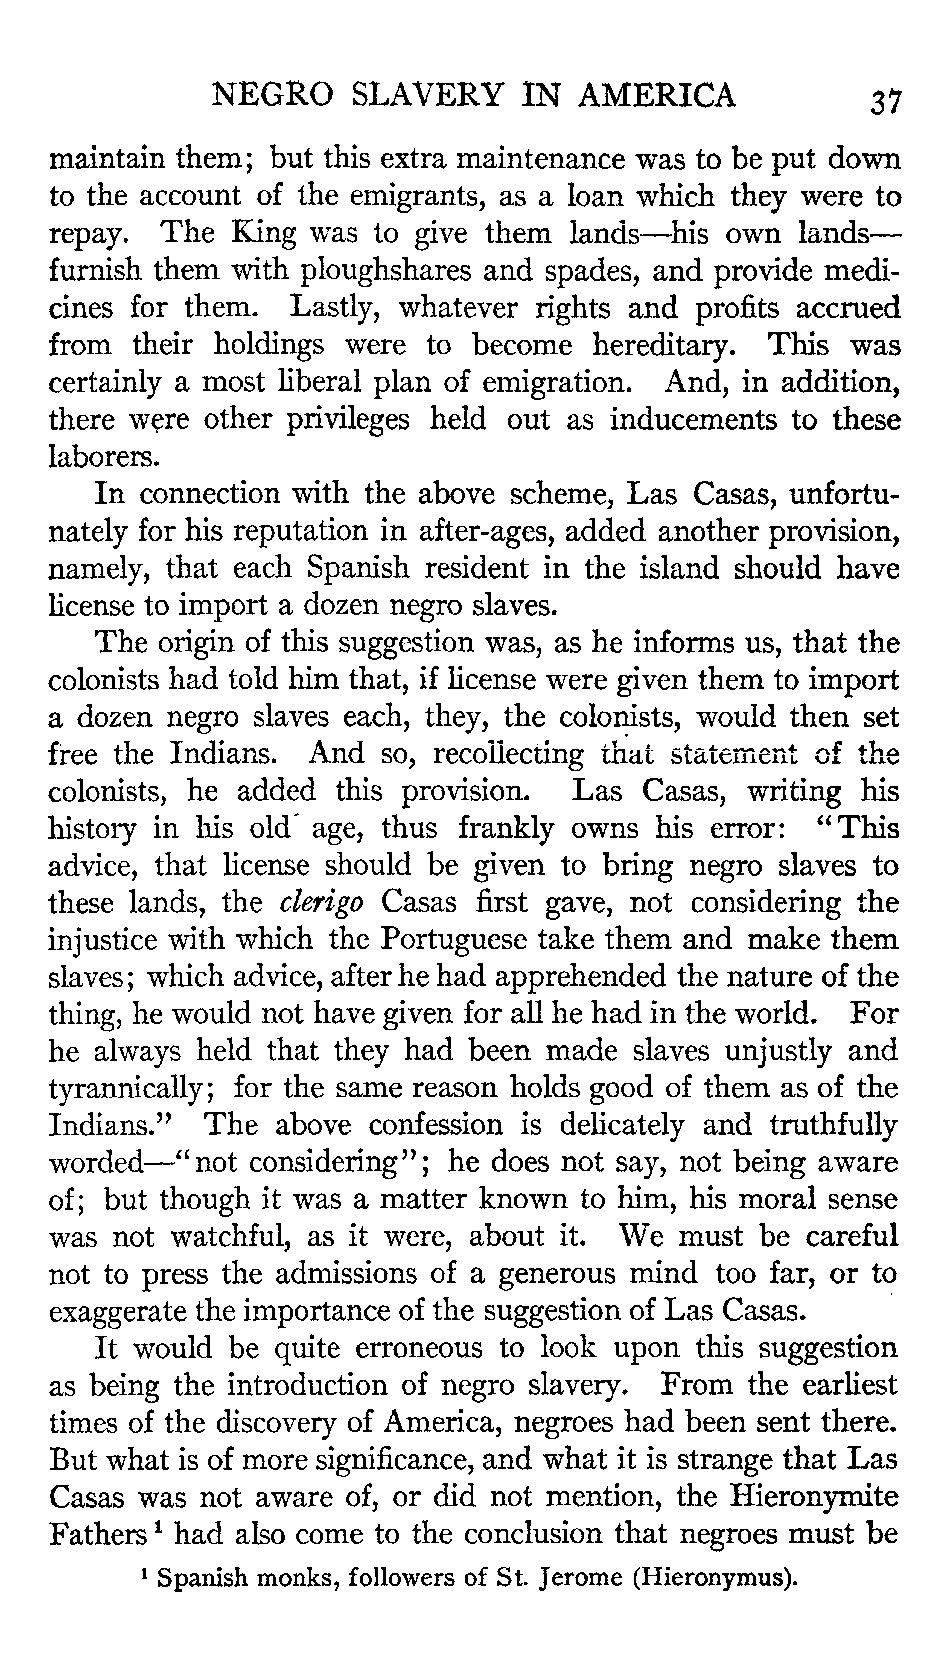 NEGRO SLAVERY IN AMERICA 37
maintain them; but this extra maintenance was to be put down
to the account of the emigrants, as a loan which they were to
repay. The King was to give them lands—his own lands—
furnish them with ploughshares and spades, and provide medi-
cines for them. Lastly, whatever rights and profits accrued
from their holdings were to become hereditary. This was
certainly a most liberal plan of emigration. And, in addition,
there were other privileges held out as inducements to these
laborers.
In connection with the above scheme, Las Casas, unfortu-
nately for his reputation in after-ages, added another provision,
namely, that each Spanish resident in the island should have
license to import a dozen negro slaves.
The origin of this suggestion was, as he informs us, that the
colonists had told him that, if license were given them to import
a dozen negro slaves each, they, the colonists, would then set
free the Indians. And so, recollecting that statement of the
colonists, he added this provision. Las Casas, writing his
history in his old age, thus frankly owns his error: "This
advice, that license should be given to bring negro slaves to
these lands, the clerigo Casas first gave, not considering the
injustice with which the Portuguese take them and make them
slaves; which advice, after he had apprehended the nature of the
thing, he would not have given for all he had in the world. For
he always held that they had been made slaves unjustly and
tyrannically; for the same reason holds good of them as of the
Indians." The above confession is delicately and truthfully
worded—"not considering"; he does not say, not being aware
of; but though it was a matter known to him, his moral sense
was not watchful, as it were, about it. We must be careful
not to press the admissions of a generous mind too far, or to
exaggerate the importance of the suggestion of Las Casas.
It would be quite erroneous to look upon this suggestion
as being the introduction of negro slavery. From the earliest
times of the discovery of America, negroes had been sent there.
But what is of more significance, and what it is strange that Las
Casas was not aware of, or did not mention, the Hieronymite
Fathers¹ had also come to the conclusion that negroes must be
¹ Spanish monks, followers of St. Jerome (Hieronymus).